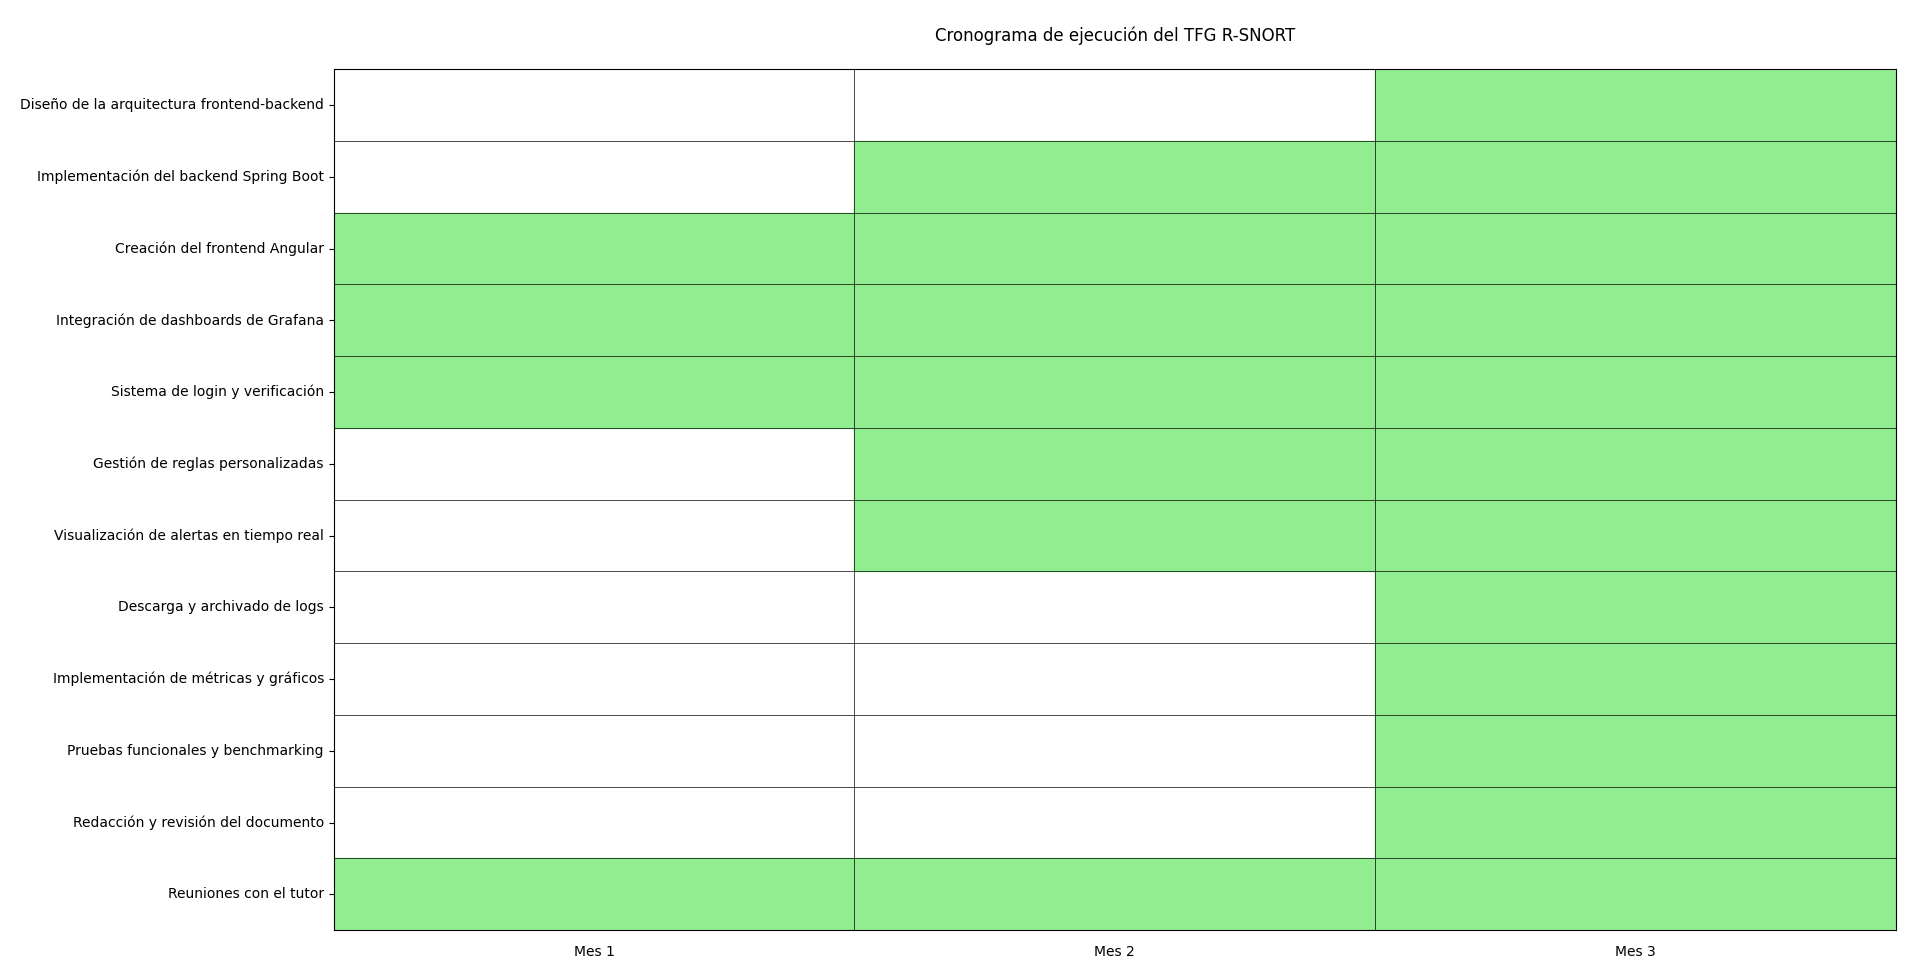 Cronograma de ejecución del TFG R-SNORT
Diseño de la arquitectura frontend-backend
Implementación del backend Spring Boot
Creación del frontend Angular
Integración de dashboards de Grafana
Sistema de login y verificación
Gestión de reglas personalizadas
Visualización de alertas en tiempo real
Descarga y archivado de logs
Implementación de métricas y gráficos
Pruebas funcionales y benchmarking
Redacción y revisión del documento
Reuniones con el tutor
Mes 1 Mes 2 Mes 3